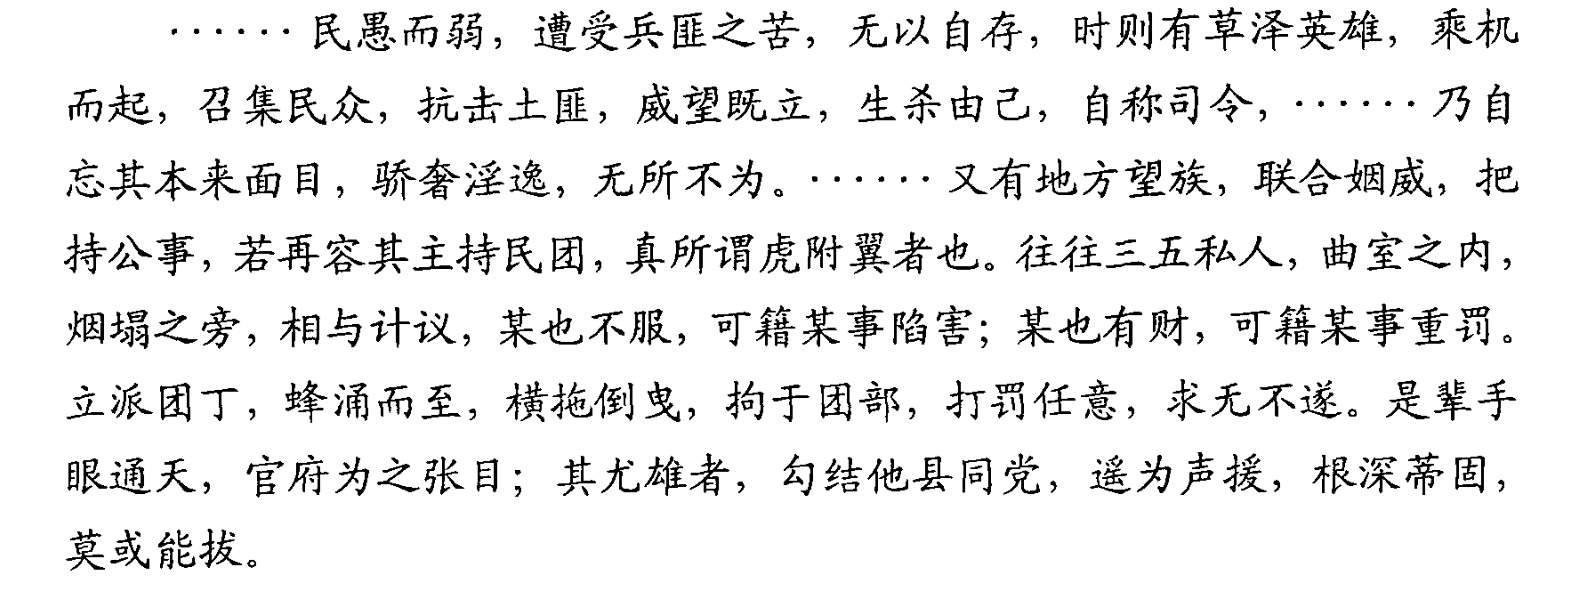 ······民愚而弱，遭受兵匪之苦，无以自存，时则有草泽英雄，乘机
而起，召集民众，抗击土匪，威望既立，生杀由己，自称司令，······乃自
忘其本来面目，骄奢淫逸，无所不为。······又有地方望族，联合姻威，把
持公事，若再容其主持民团，真所谓虎附翼者也。往往三五私人，曲室之内，
烟塌之旁，相与计议，某也不服，可籍某事陷害；某也有财，可籍某事重罚。
立派团丁，蜂涌而至，横拖倒曳，拘于团部，打罚任意，求无不遂。是辈手
眼通天，官府为之张目；其尤雄者，勾结他县同党，遥为声援，根深蒂固，
莫或能拔。